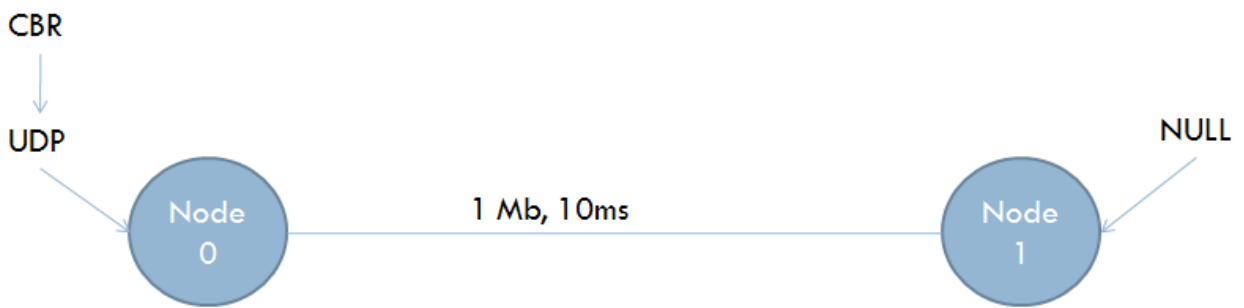 CBR
UDP
NULL
Node
0
1 Mb, 10ms
Node
1